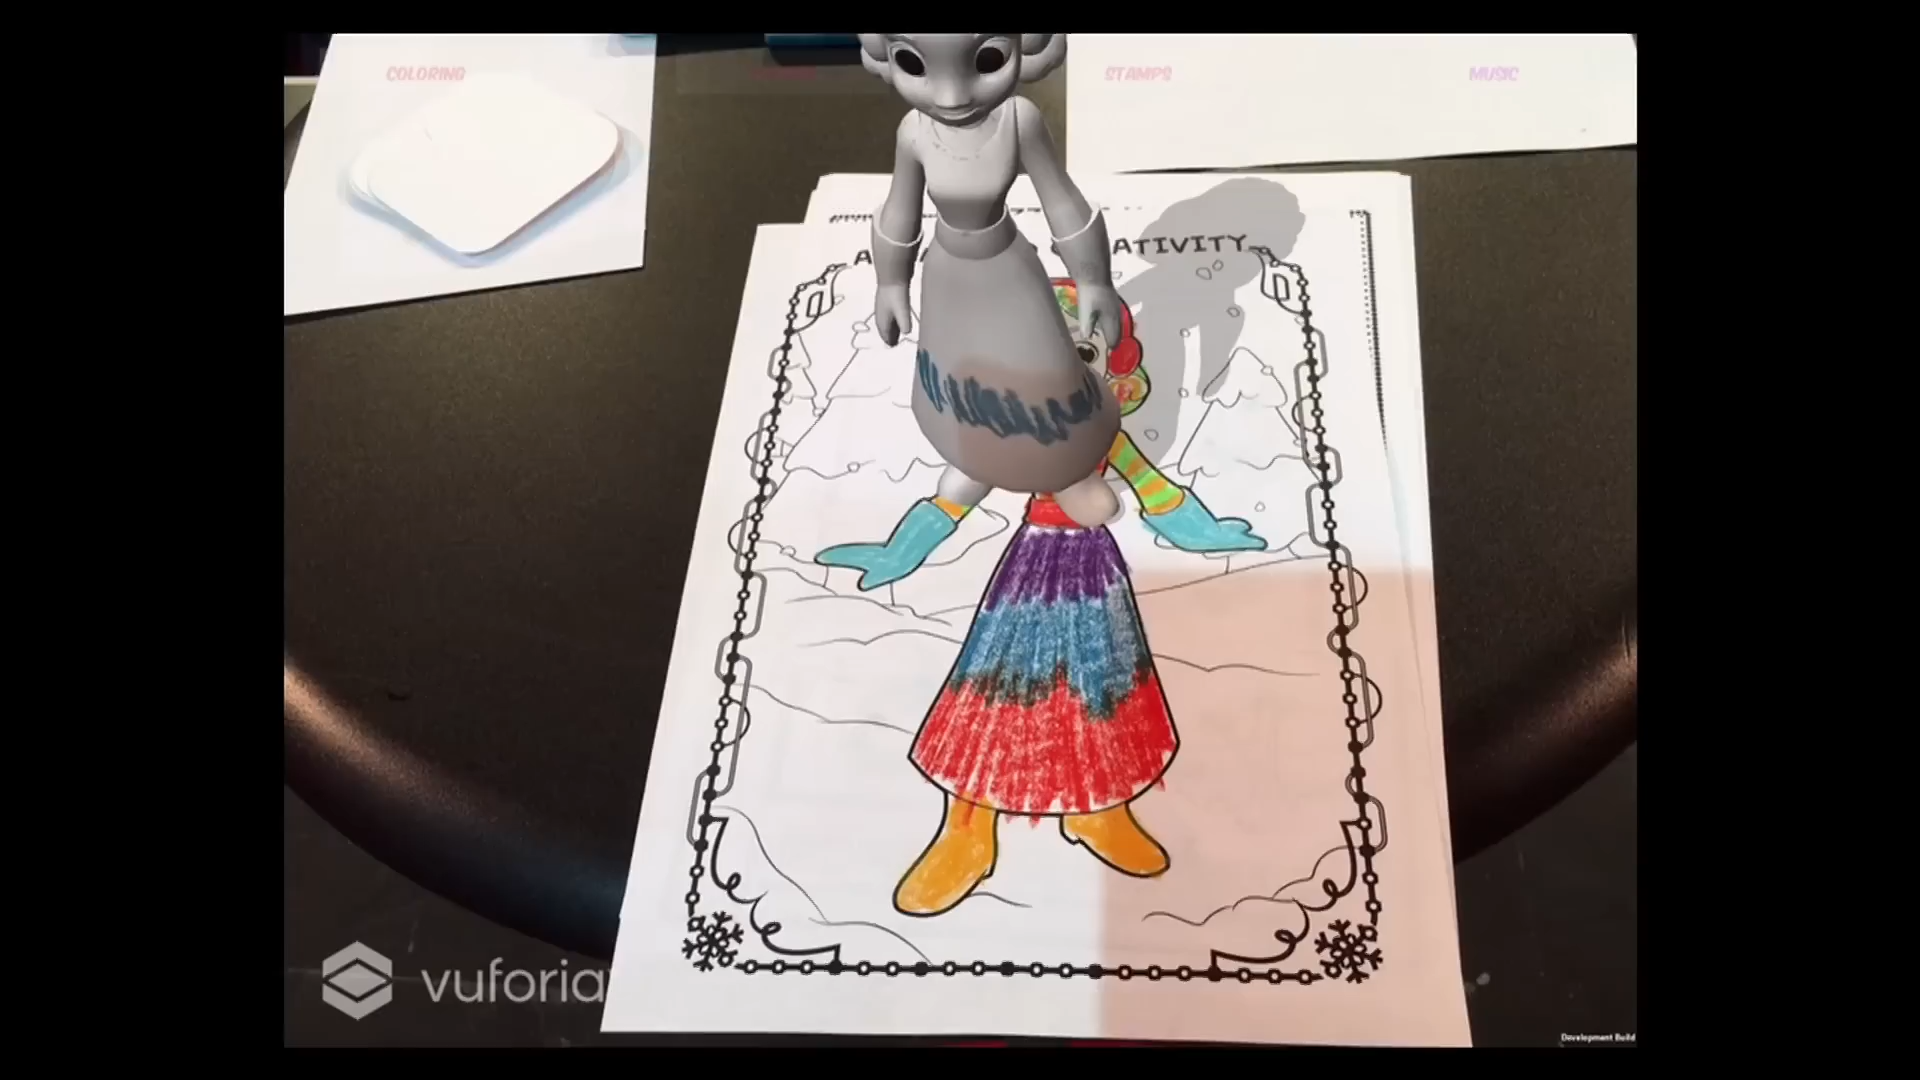 COLORING
STAMPS
MUSIC
ATIVITY
vuforia
Development Build